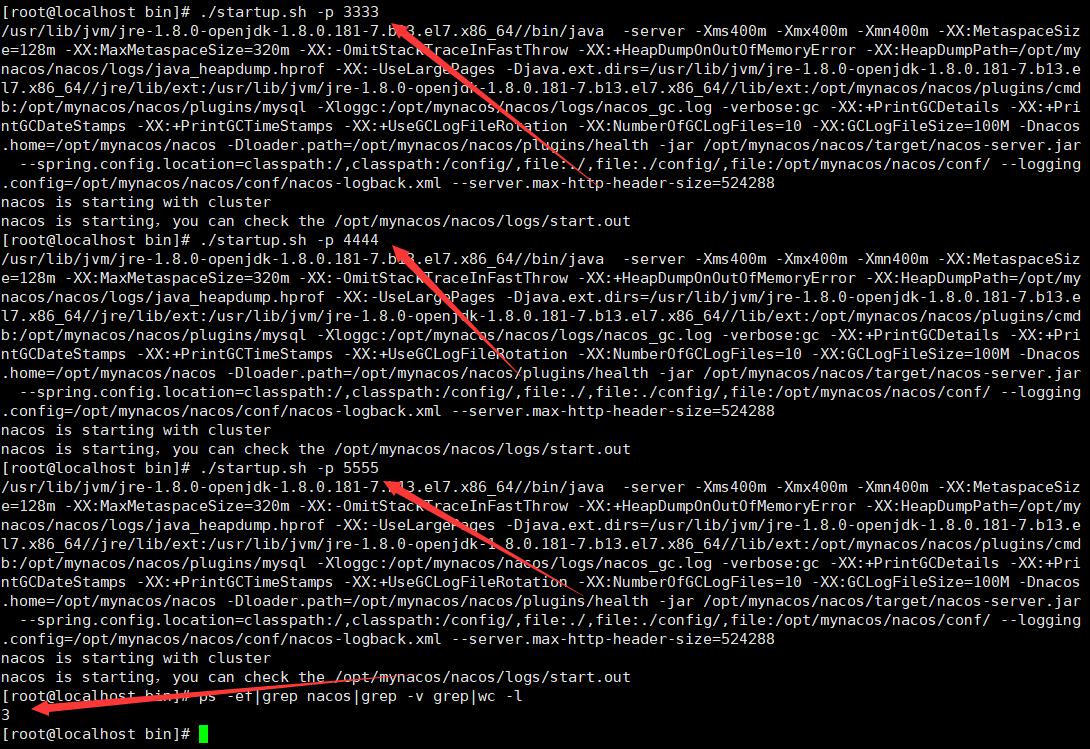 [root@localhost bin]# ./startup.sh -p 3333
/usr/lib/jvm/jre-1.8.0-openjdk-1.8.0.181-7.b13.el7.x86_64//bin/java  -server -Xms400m -Xmx400m -Xmn400m -XX:MetaspaceSiz
e=128m -XX:MaxMetaspaceSize=320m -XX:-OmitStackTraceInFastThrow -XX:+HeapDumpOnOutOfMemoryError -XX:HeapDumpPath=/opt/my
nacos/nacos/logs/java_heapdump.hprof -XX:-UseLargePages -Djava.ext.dirs=/usr/lib/jvm/jre-1.8.0-openjdk-1.8.0.181-7.b13.e
l7.x86_64//jre/lib/ext:/usr/lib/jvm/jre-1.8.0-openjdk-1.8.0.181-7.b13.el7.x86_64//lib/ext:/opt/mynacos/nacos/plugins/cmd
b:/opt/mynacos/nacos/plugins/mysql -Xloggc:/opt/mynacos/nacos/logs/nacos_gc.log -verbose:gc -XX:+PrintGCDetails -XX:+Pri
ntGCDateStamps -XX:+PrintGCTimeStamps -XX:+UseGCLogFileRotation -XX:NumberOfGCLogFiles=10 -XX:GCLogFileSize=100M -Dnacos
.home=/opt/mynacos/nacos -Dloader.path=/opt/mynacos/nacos/plugins/health -jar /opt/mynacos/nacos/target/nacos-server.jar
  --spring.config.location=classpath:/,classpath:/config/,file:./,file:./config/,file:/opt/mynacos/nacos/conf/ --logging
.config=/opt/mynacos/nacos/conf/nacos-logback.xml --server.max-http-header-size=524288
nacos is starting with cluster
nacos is starting，you can check the /opt/mynacos/nacos/logs/start.out
[root@localhost bin]# ./startup.sh -p 4444
/usr/lib/jvm/jre-1.8.0-openjdk-1.8.0.181-7.b13.el7.x86_64//bin/java  -server -Xms400m -Xmx400m -Xmn400m -XX:MetaspaceSiz
e=128m -XX:MaxMetaspaceSize=320m -XX:-OmitStackTraceInFastThrow -XX:+HeapDumpOnOutOfMemoryError -XX:HeapDumpPath=/opt/my
nacos/nacos/logs/java_heapdump.hprof -XX:-UseLargePages -Djava.ext.dirs=/usr/lib/jvm/jre-1.8.0-openjdk-1.8.0.181-7.b13.e
l7.x86_64//jre/lib/ext:/usr/lib/jvm/jre-1.8.0-openjdk-1.8.0.181-7.b13.el7.x86_64//lib/ext:/opt/mynacos/nacos/plugins/cmd
b:/opt/mynacos/nacos/plugins/mysql -Xloggc:/opt/mynacos/nacos/logs/nacos_gc.log -verbose:gc -XX:+PrintGCDetails -XX:+Pri
ntGCDateStamps -XX:+PrintGCTimeStamps -XX:+UseGCLogFileRotation -XX:NumberOfGCLogFiles=10 -XX:GCLogFileSize=100M -Dnacos
.home=/opt/mynacos/nacos -Dloader.path=/opt/mynacos/nacos/plugins/health -jar /opt/mynacos/nacos/target/nacos-server.jar
  --spring.config.location=classpath:/,classpath:/config/,file:./,file:./config/,file:/opt/mynacos/nacos/conf/ --logging
.config=/opt/mynacos/nacos/conf/nacos-logback.xml --server.max-http-header-size=524288
nacos is starting with cluster
nacos is starting，you can check the /opt/mynacos/nacos/logs/start.out
[root@localhost bin]# ./startup.sh -p 5555
/usr/lib/jvm/jre-1.8.0-openjdk-1.8.0.181-7.b13.el7.x86_64//bin/java  -server -Xms400m -Xmx400m -Xmn400m -XX:MetaspaceSiz
e=128m -XX:MaxMetaspaceSize=320m -XX:-OmitStackTraceInFastThrow -XX:+HeapDumpOnOutOfMemoryError -XX:HeapDumpPath=/opt/my
nacos/nacos/logs/java_heapdump.hprof -XX:-UseLargePages -Djava.ext.dirs=/usr/lib/jvm/jre-1.8.0-openjdk-1.8.0.181-7.b13.e
l7.x86_64//jre/lib/ext:/usr/lib/jvm/jre-1.8.0-openjdk-1.8.0.181-7.b13.el7.x86_64//lib/ext:/opt/mynacos/nacos/plugins/cmd
b:/opt/mynacos/nacos/plugins/mysql -Xloggc:/opt/mynacos/nacos/logs/nacos_gc.log -verbose:gc -XX:+PrintGCDetails -XX:+Pri
ntGCDateStamps -XX:+PrintGCTimeStamps -XX:+UseGCLogFileRotation -XX:NumberOfGCLogFiles=10 -XX:GCLogFileSize=100M -Dnacos
.home=/opt/mynacos/nacos -Dloader.path=/opt/mynacos/nacos/plugins/health -jar /opt/mynacos/nacos/target/nacos-server.jar
  --spring.config.location=classpath:/,classpath:/config/,file:./,file:./config/,file:/opt/mynacos/nacos/conf/ --logging
.config=/opt/mynacos/nacos/conf/nacos-logback.xml --server.max-http-header-size=524288
nacos is starting with cluster
nacos is starting，you can check the /opt/mynacos/nacos/logs/start.out
[root@localhost bin]# ps -ef|grep nacos|grep -v grep|wc -l
3
[root@localhost bin]#